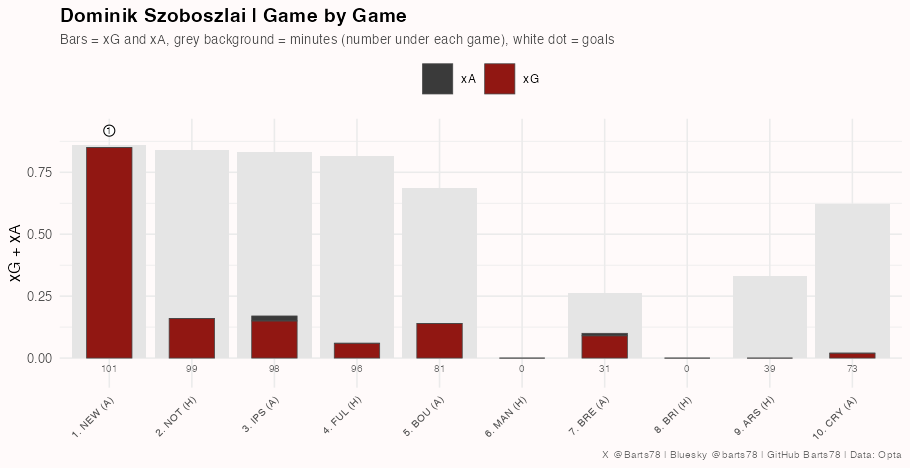 Dominik Szoboszlai | Game by Game
Bars = xG and xA, grey background = minutes (number under each game), white dot = goals
xA xG
1
xG + xA
0.75
0.50
0.25
0.00
101 99 98 96 81 0 31 0 39 73
1. NEW (A) 2. NOT (H) 3. IPS (A) 4. FUL (H) 5. BOU (A) 6. MAN (H) 7. BRE (A) 8. BRI (H) 9. ARS (H) 10. CRY (A)
X @Barts78 | Bluesky @barts78 | GitHub Barts78 | Data: Opta